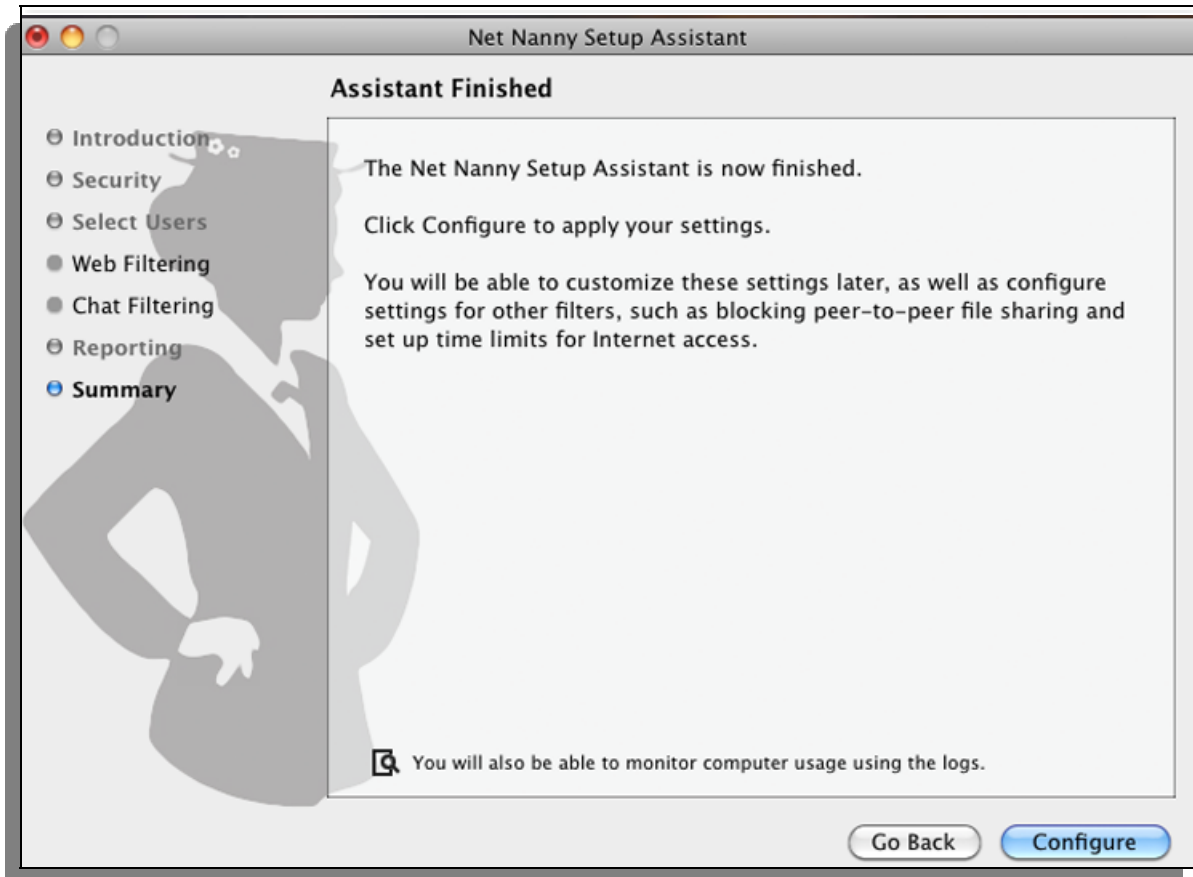 Net Nanny Setup Assistant
Assistant Finished
Introduction
Security
Select Users
Web Filtering
Chat Filtering
Reporting
Summary
The Net Nanny Setup Assistant is now finished.
Click Configure to apply your settings.
You will be able to customize these settings later, as well as configure
settings for other filters, such as blocking peer-to-peer file sharing and
set up time limits for Internet access.
You will also be able to monitor computer usage using the logs.
Go Back
Configure